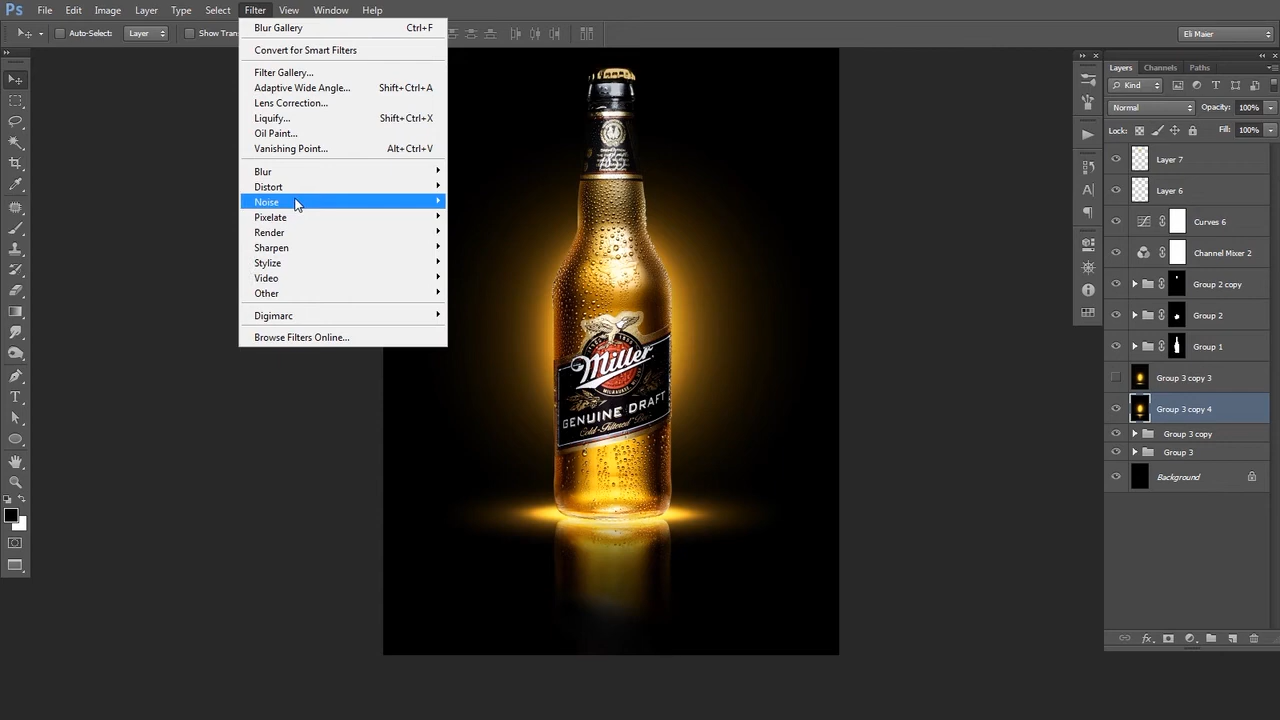 Ps File Edit Image Layer Type Select Filter View Window Help
Auto-Select: Layer Show Tran
Eli Maier
Blur Gallery Ctrl+F
Convert for Smart Filters
Filter Gallery...
Adaptive Wide Angle... Shift+Ctrl+A
Lens Correction...
Liquify... Shift+Ctrl+X
Oil Paint...
Vanishing Point... Alt+Ctrl+V
Blur
Distort
Noise
Pixelate
Render
Sharpen
Stylize
Video
Other
Digimarc
Browse Filters Online...
1855
Miller
MILWAUKEE
GENUINE DRAFT
Cold-Filtered Beer
Layers Channels Paths
Kind
Normal Opacity: 100%
Lock: Fill: 100%
Layer 7
Layer 6
Curves 6
Channel Mixer 2
Group 2 copy
Group 2
Group 1
Group 3 copy 3
Group 3 copy 4
Group 3 copy
Group 3
Background